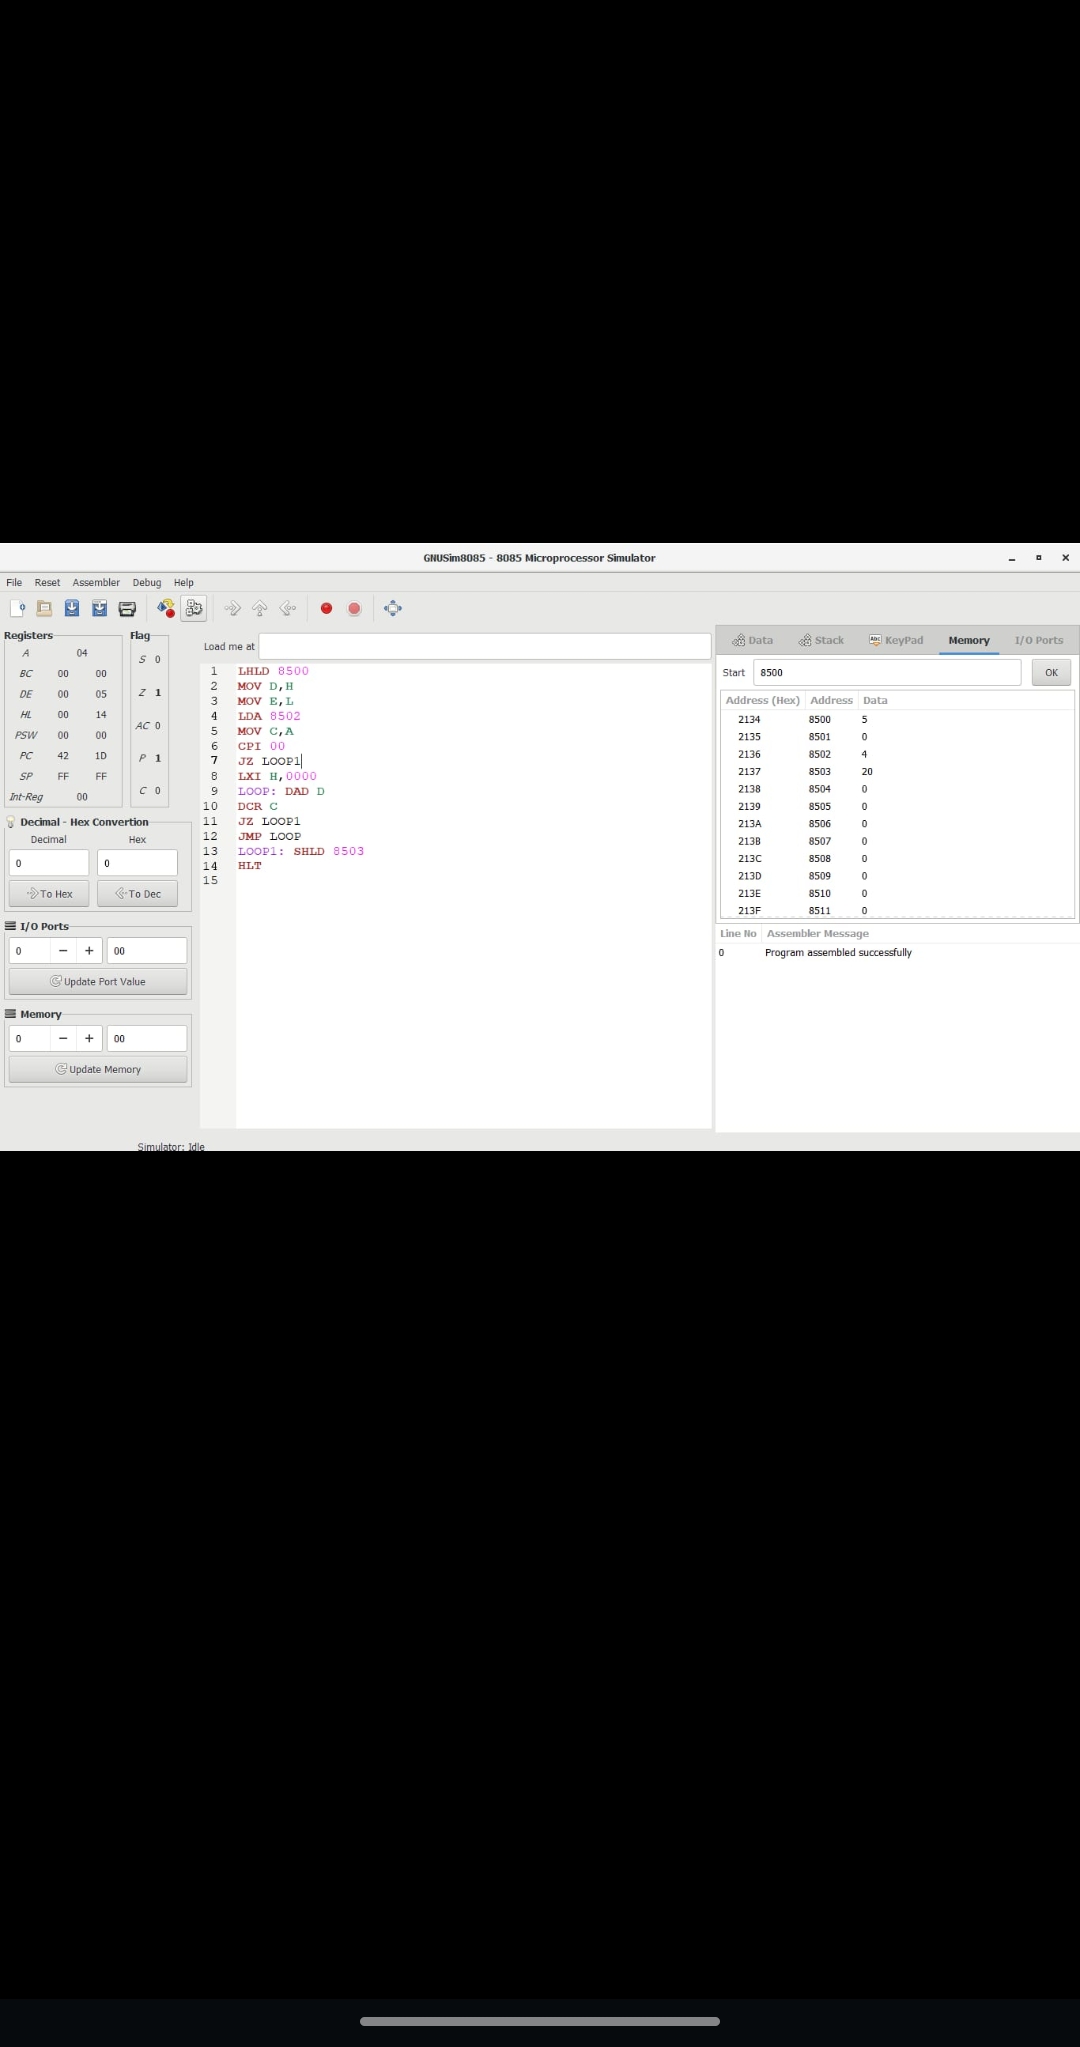 GNUSim8085 - 8085 Microprocessor Simulator
File Reset Assembler Debug Help
Registers
A 04
BC 00 00
DE 00 05
HL 00 14
PSW 00 00
PC 42 1D
SP FF FF
Int-Reg 00
Flag
S 0
Z 1
AC 0
P 1
C 0
Decimal - Hex Convertion
Decimal Hex
0 0
To Hex To Dec
I/O Ports
0 − + 00
Update Port Value
Memory
0 − + 00
Update Memory
Load me at
1 LHLD 8500
2 MOV D,H
3 MOV E,L
4 LDA 8502
5 MOV C,A
6 CPI 00
7 JZ LOOP1
8 LXI H,0000
9 LOOP: DAD D
10 DCR C
11 JZ LOOP1
12 JMP LOOP
13 LOOP1: SHLD 8503
14 HLT
15
Data Stack KeyPad Memory I/O Ports
Start 8500 OK
Address (Hex) Address Data
2134 8500 5
2135 8501 0
2136 8502 4
2137 8503 20
2138 8504 0
2139 8505 0
213A 8506 0
213B 8507 0
213C 8508 0
213D 8509 0
213E 8510 0
213F 8511 0
Line No Assembler Message
0 Program assembled successfully
Simulator: Idle